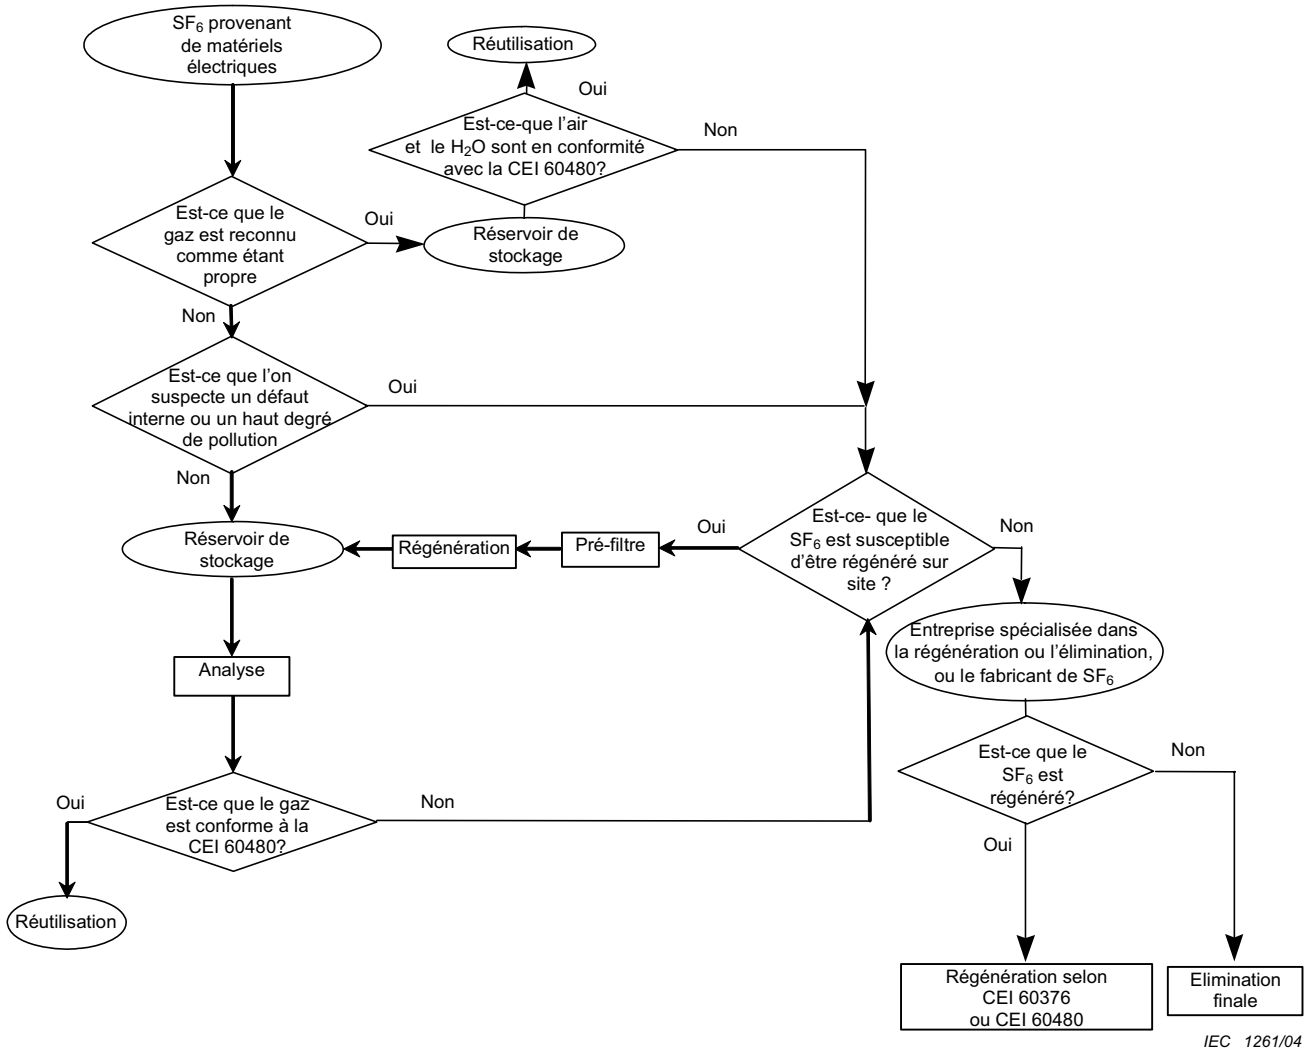 SF6 provenant
de matériels
électriques
Réutilisation
Oui
Est-ce-que l'air
et le H2O sont en conformité
avec la CEI 60480?
Non
Est-ce que le
gaz est reconnu
comme étant
propre
Oui
Réservoir de
stockage
Non
Est-ce que l'on
suspecte un défaut
interne ou un haut degré
de pollution
Oui
Non
Réservoir de
stockage
Régénération
Pré-filtre
Oui
Est-ce- que le
SF6 est susceptible
d'être régénéré sur
site ?
Non
Entreprise spécialisée dans
la régénération ou l'élimination,
ou le fabricant de SF6
Analyse
Est-ce que le
SF6 est
régénéré?
Non
Oui
Oui
Est-ce que le gaz
est conforme à la
CEI 60480?
Non
Réutilisation
Régénération selon
CEI 60376
ou CEI 60480
Elimination
finale
IEC 1261/04